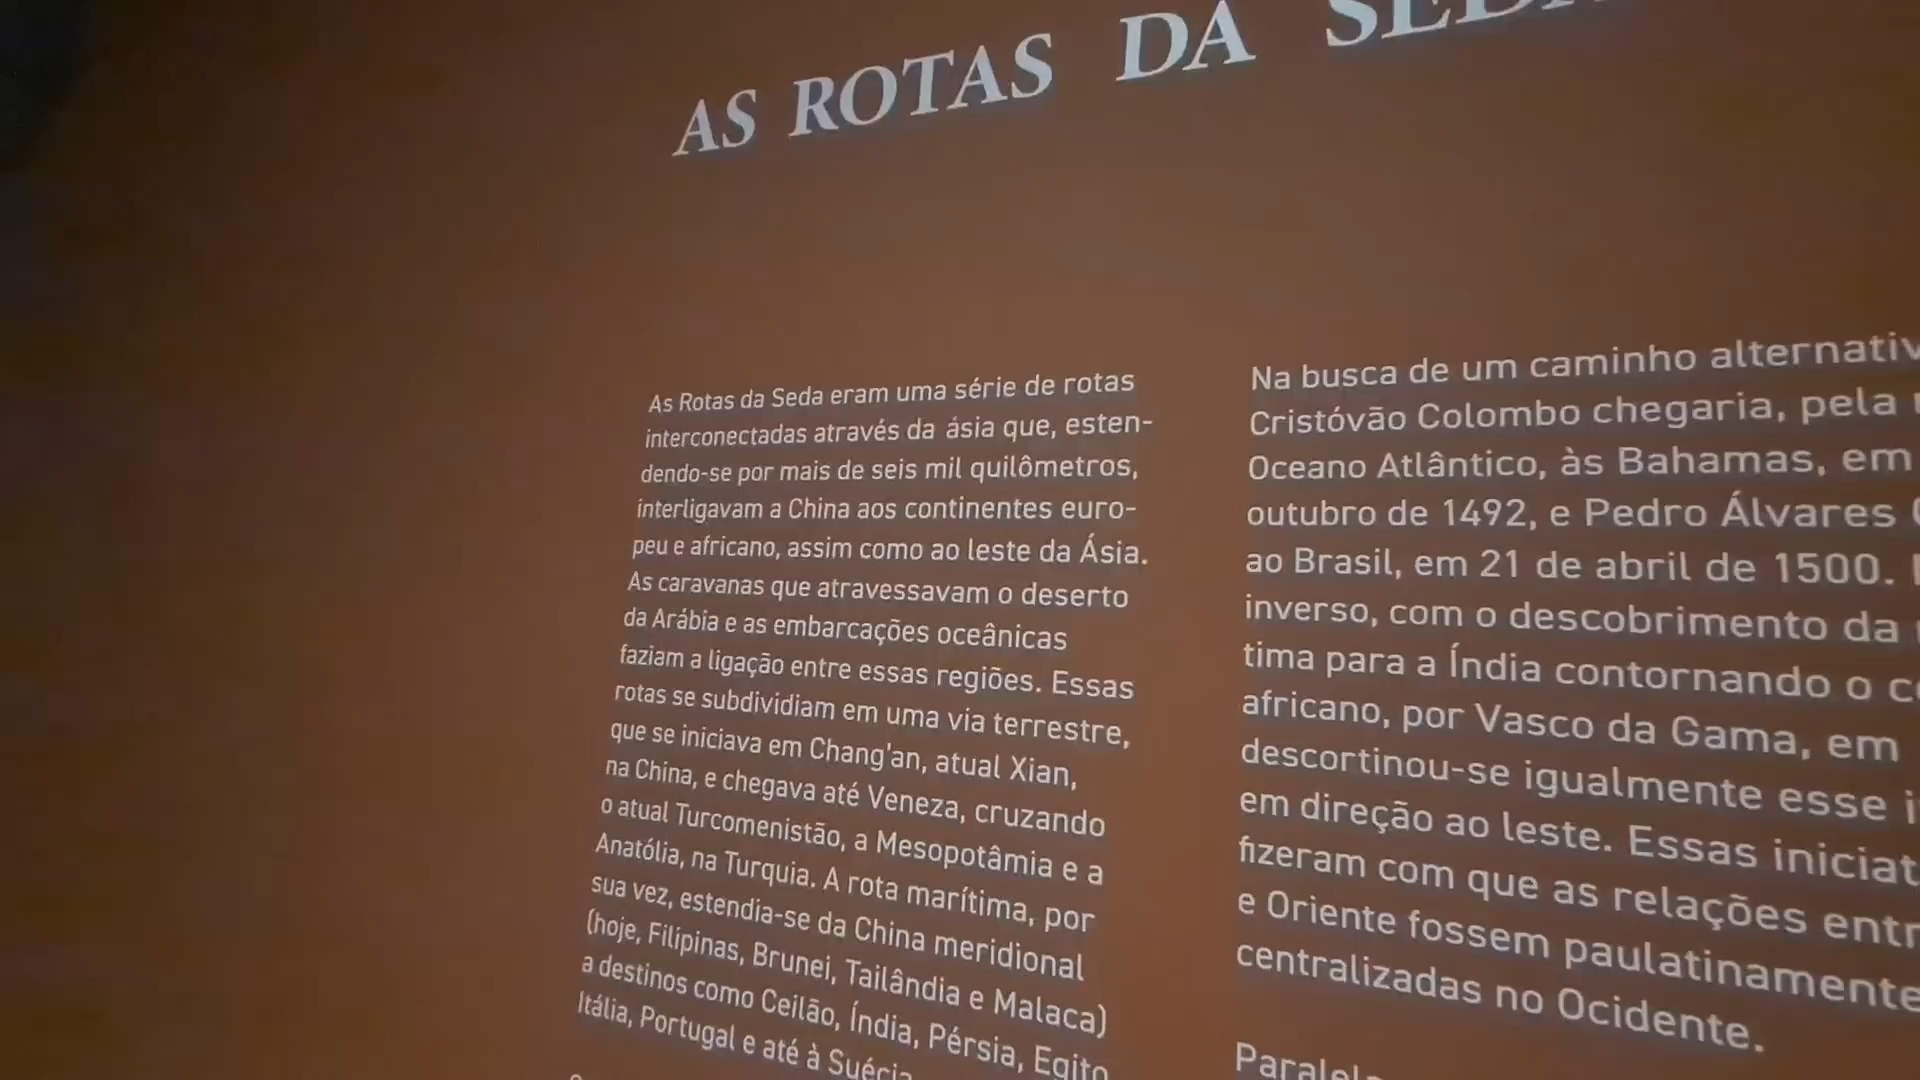 AS ROTAS DA SEDA
As Rotas da Seda eram uma série de rotas
interconectadas através da ásia que, esten-
dendo-se por mais de seis mil quilômetros,
interligavam a China aos continentes euro-
peu e africano, assim como ao leste da Ásia.
As caravanas que atravessavam o deserto
da Arábia e as embarcações oceânicas
faziam a ligação entre essas regiões. Essas
rotas se subdividiam em uma via terrestre,
que se iniciava em Chang'an, atual Xian,
na China, e chegava até Veneza, cruzando
o atual Turcomenistão, a Mesopotâmia e a
Anatólia, na Turquia. A rota marítima, por
sua vez, estendia-se da China meridional
(hoje, Filipinas, Brunei, Tailândia e Malaca)
a destinos como Ceilão, Índia, Pérsia, Egito
Itália, Portugal e até à Suécia
Na busca de um caminho
Cristóvão Colombo chegaria, pela
Oceano Atlântico, às Bahamas, em
outubro de 1492, e Pedro Álvares
ao Brasil, em 21 de abril de 1500.
inverso, com o descobrimento da
tima para a Índia contornando o
africano, por Vasco da Gama, em
descortinou-se igualmente esse
em direção ao leste. Essas
fizeram com que as relações
e Oriente fossem paulatinamente
centralizadas no Ocidente.